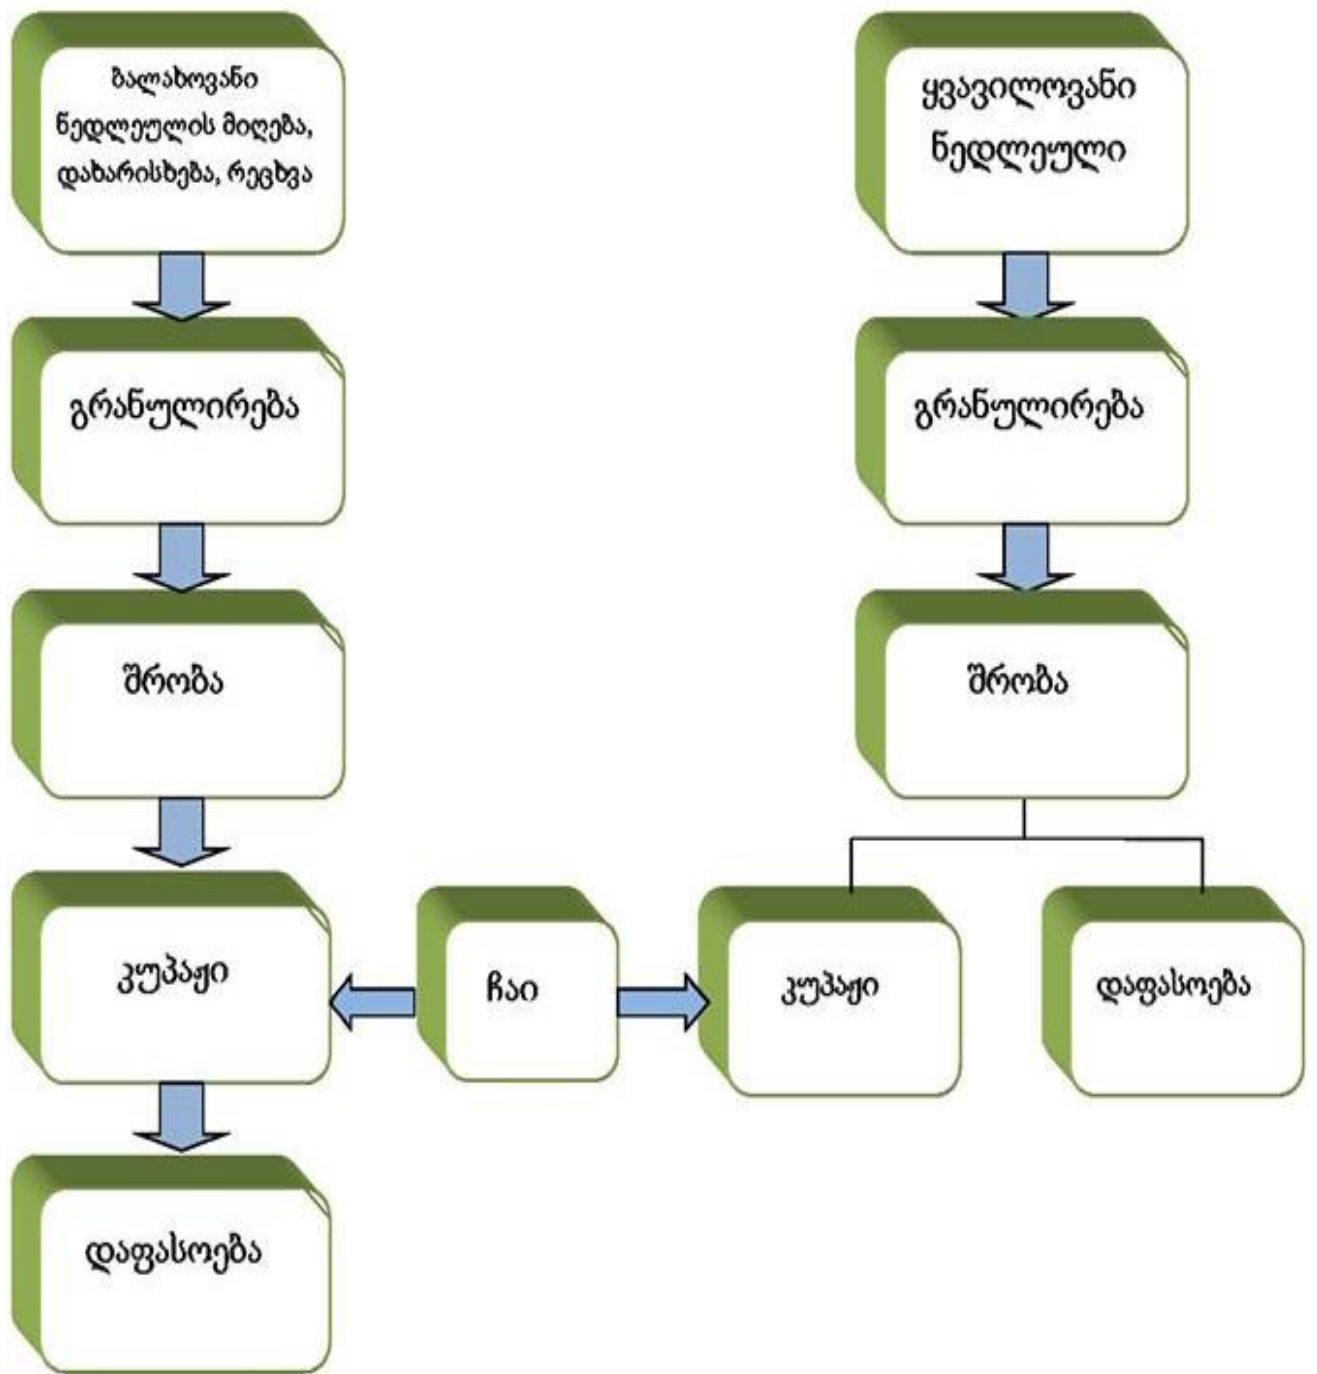 ბალახოვანი
ნედლეულის მიღება,
დახარისხება, რეცხვა
ყვავილოვანი
ნედლეული
გრანულირება
გრანულირება
შრობა
შრობა
კუპაჟი
ჩაი
კუპაჟი
დაფასოება
დაფასოება